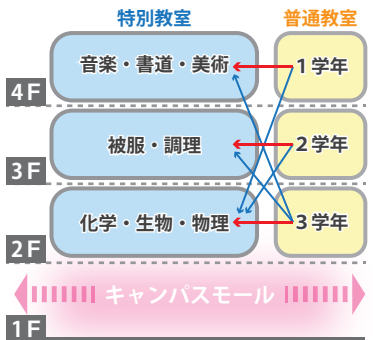 特別教室 普通教室
音楽・書道・美術 1学年
4F
被服・調理 2学年
3F
化学・生物・物理 3学年
2F
キャンパスモール
1F